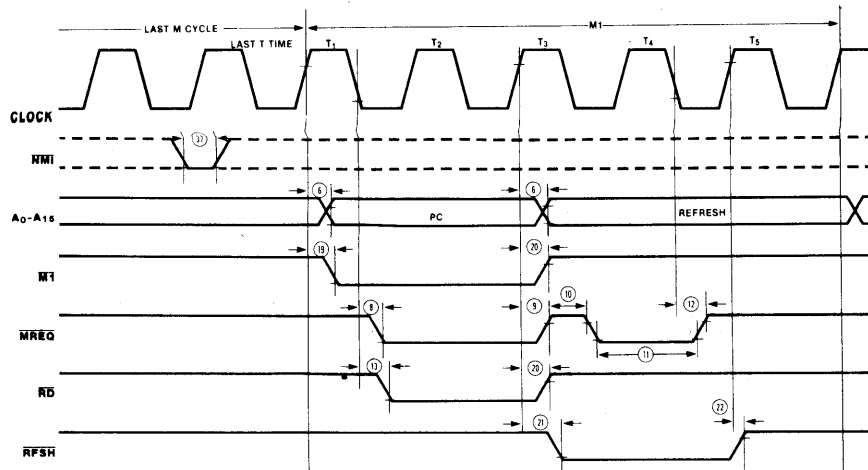 LAST M CYCLE
M1
LAST T TIME T1 T2 T3 T4 T5
CLOCK
37
NMI
6 6
A0-A15 PC REFRESH
19 20
M1
8 9 10 12
MREQ
11
13 20
RD
21 22
RFSH